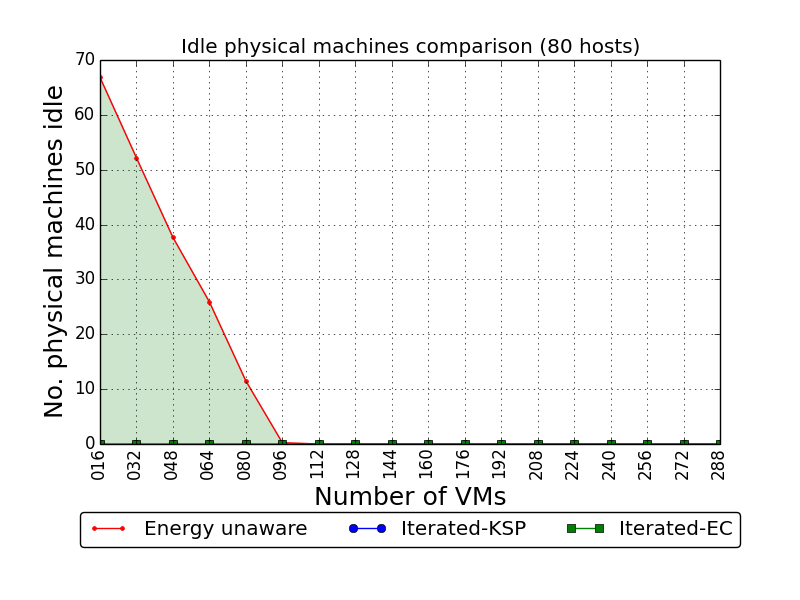 Idle physical machines comparison (80 hosts)
70
60
50
40
30
20
10
0
No. physical machines idle
016 032 048 064 080 096 112 128 144 160 176 192 208 224 240 256 272 288
Number of VMs
Energy unaware Iterated-KSP Iterated-EC